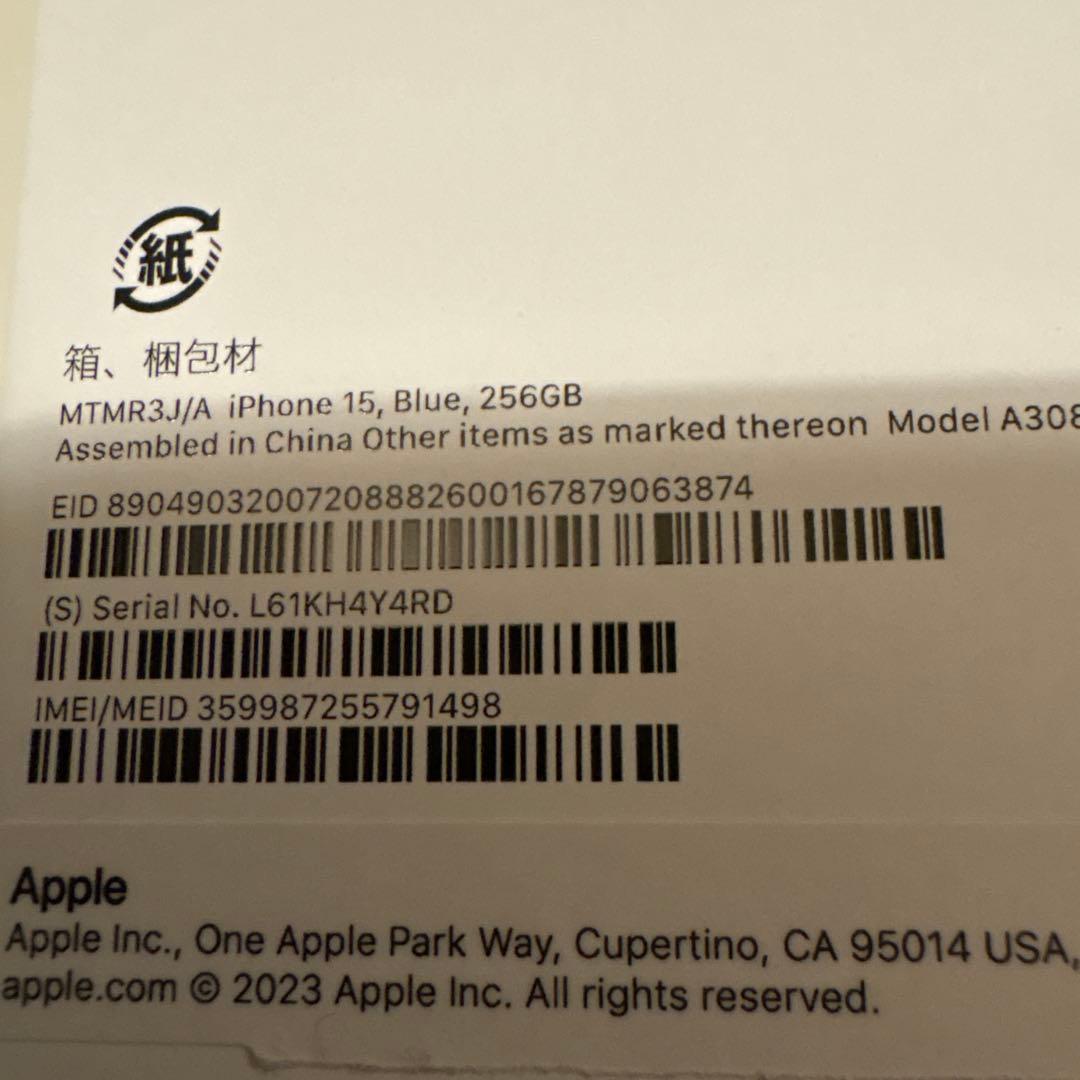 紙
箱、梱包材
MTMR3J/A iPhone 15, Blue, 256GB
Assembled in China Other items as marked thereon Model A308
EID 89049032007208882600167879063874
(S) Serial No. L61KH4Y4RD
IMEI/MEID 359987255791498
Apple
Apple Inc., One Apple Park Way, Cupertino, CA 95014 USA,
apple.com © 2023 Apple Inc. All rights reserved.